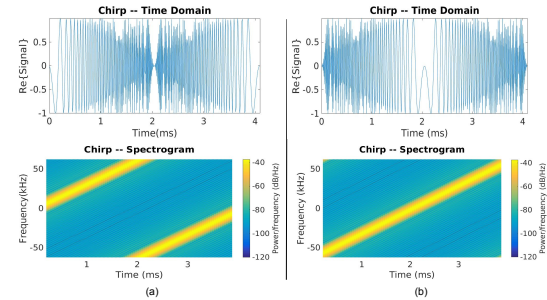 Chirp -- Time Domain
Re{Signal}
0.5
0
-0.5
-1
0
1
2
3
4
Time(ms)
Chirp -- Spectrogram
Frequency(kHz)
50
0
-50
1
2
3
Time (ms)
-40
-60
-80
-100
-120
Power/frequency (dB/Hz)
(a)
Chirp -- Time Domain
Re{Signal}
0.5
0
-0.5
-1
0
1
2
3
4
Time (ms)
Chirp -- Spectrogram
Frequency (kHz)
50
0
-50
1
2
3
Time (ms)
-40
-60
-80
-100
-120
Power/frequency (dB/Hz)
(b)